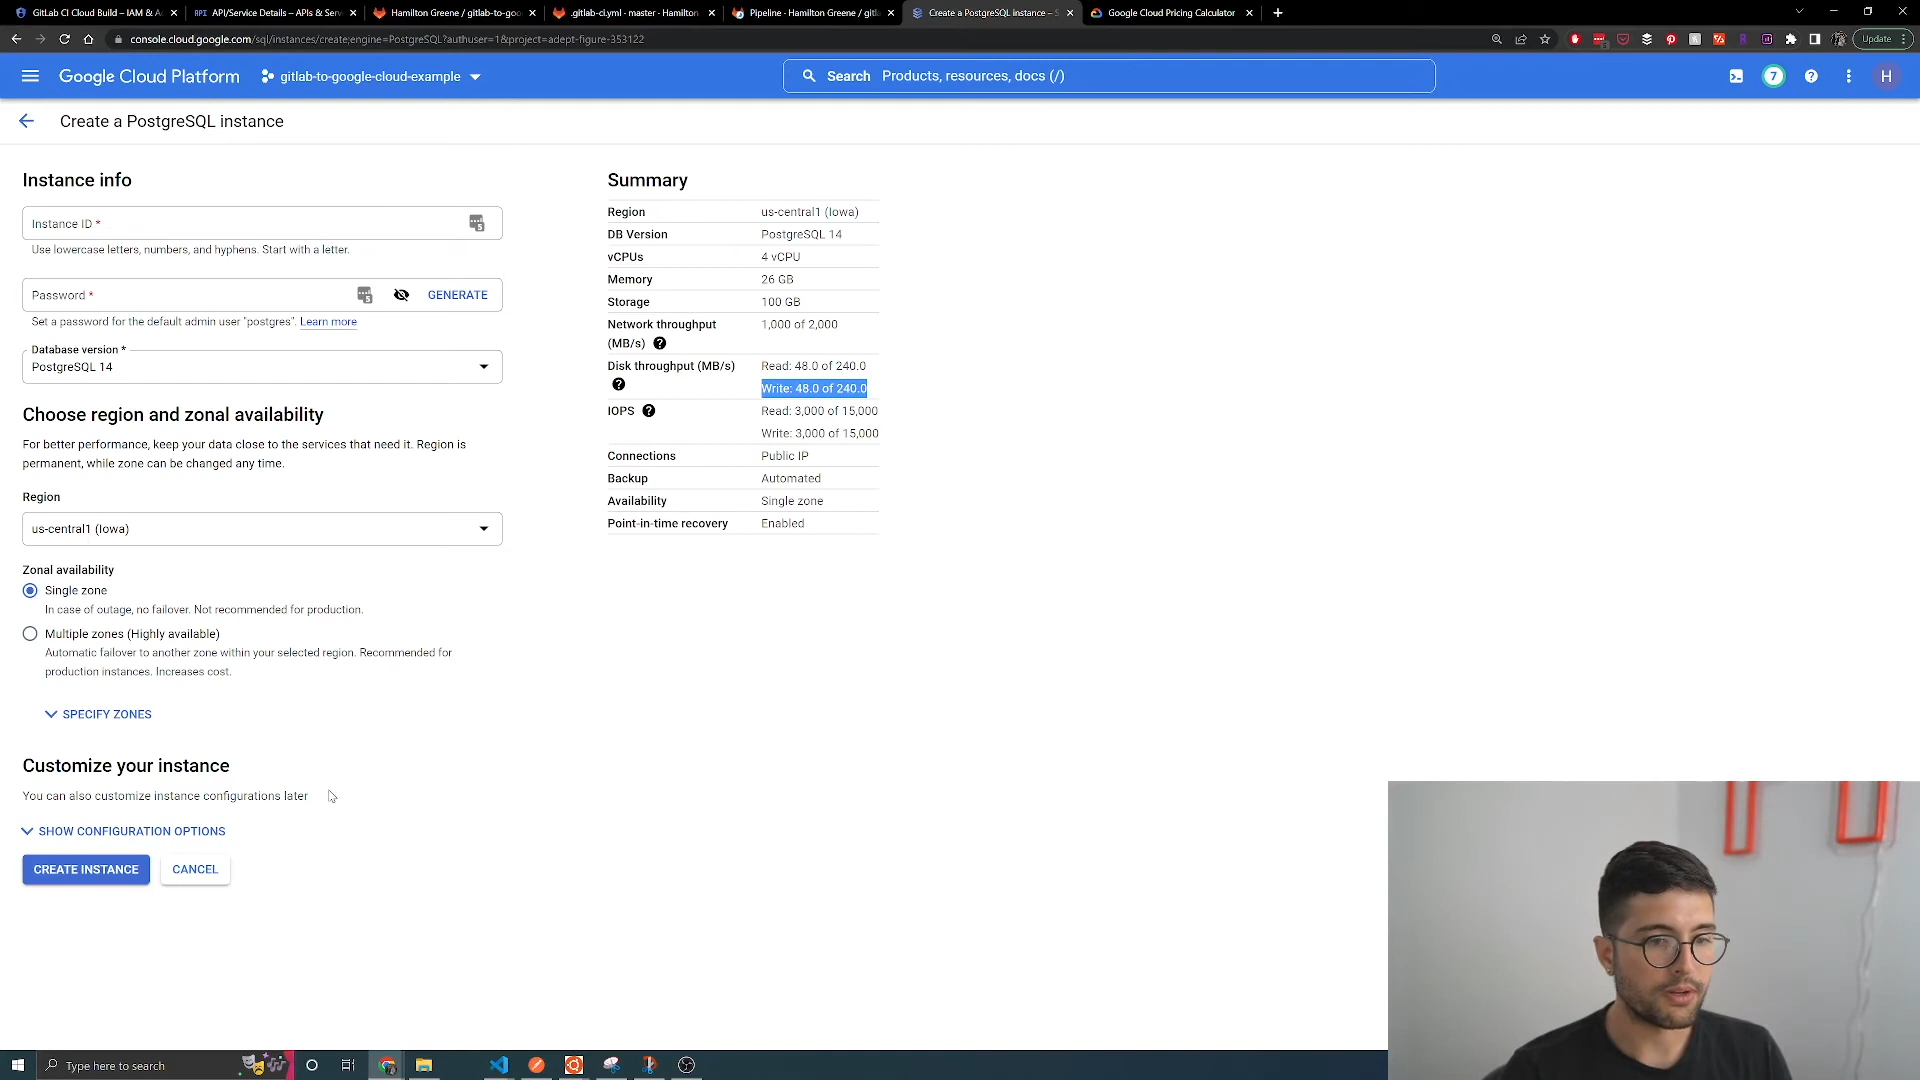 GitLab CI Cloud Build – IAM & A
API/Service Details – APIs & Serv
Hamilton Greene / gitlab-to-goo
.gitlab-ci.yml · master · Hamilton
Pipeline · Hamilton Greene / gitla
Create a PostgreSQL instance – S
Google Cloud Pricing Calculator
console.cloud.google.com/sql/instances/create;engine=PostgreSQL?authuser=1&project=adept-figure-353122
Update
Google Cloud Platform
gitlab-to-google-cloud-example
Search Products, resources, docs (/)
7
H
Create a PostgreSQL instance
Instance info
Instance ID *
Use lowercase letters, numbers, and hyphens. Start with a letter.
Password *
GENERATE
Set a password for the default admin user "postgres". Learn more
Database version *
PostgreSQL 14
Choose region and zonal availability
For better performance, keep your data close to the services that need it. Region is
permanent, while zone can be changed any time.
Region
us-central1 (Iowa)
Zonal availability
Single zone
In case of outage, no failover. Not recommended for production.
Multiple zones (Highly available)
Automatic failover to another zone within your selected region. Recommended for
production instances. Increases cost.
SPECIFY ZONES
Customize your instance
You can also customize instance configurations later
SHOW CONFIGURATION OPTIONS
CREATE INSTANCE
CANCEL
Summary
Region us-central1 (Iowa)
DB Version PostgreSQL 14
vCPUs 4 vCPU
Memory 26 GB
Storage 100 GB
Network throughput 1,000 of 2,000
(MB/s)
Disk throughput (MB/s) Read: 48.0 of 240.0
Write: 48.0 of 240.0
IOPS Read: 3,000 of 15,000
Write: 3,000 of 15,000
Connections Public IP
Backup Automated
Availability Single zone
Point-in-time recovery Enabled
Type here to search